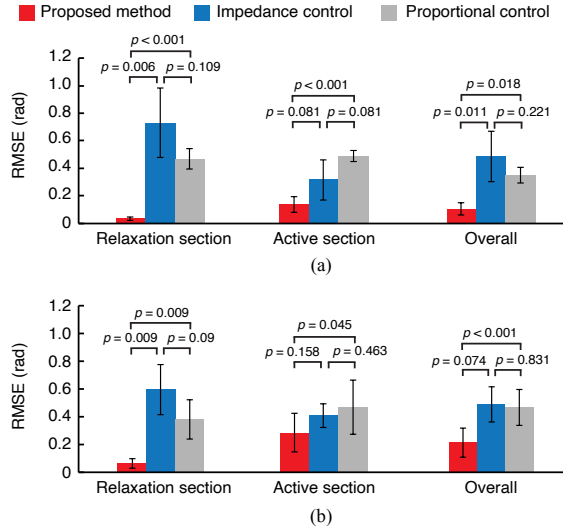 Proposed method Impedance control Proportional control
1.2
1.0
0.8
0.6
0.4
0.2
0
RMSE (rad)
p < 0.001
p = 0.006 p = 0.109
p < 0.001
p = 0.081 p = 0.081
p = 0.018
p = 0.011 p = 0.221
Relaxation section Active section Overall
(a)
1.2
1.0
0.8
0.6
0.4
0.2
0
RMSE (rad)
p = 0.009
p = 0.009 p = 0.09
p = 0.045
p = 0.158 p = 0.463
p < 0.001
p = 0.074 p = 0.831
Relaxation section Active section Overall
(b)